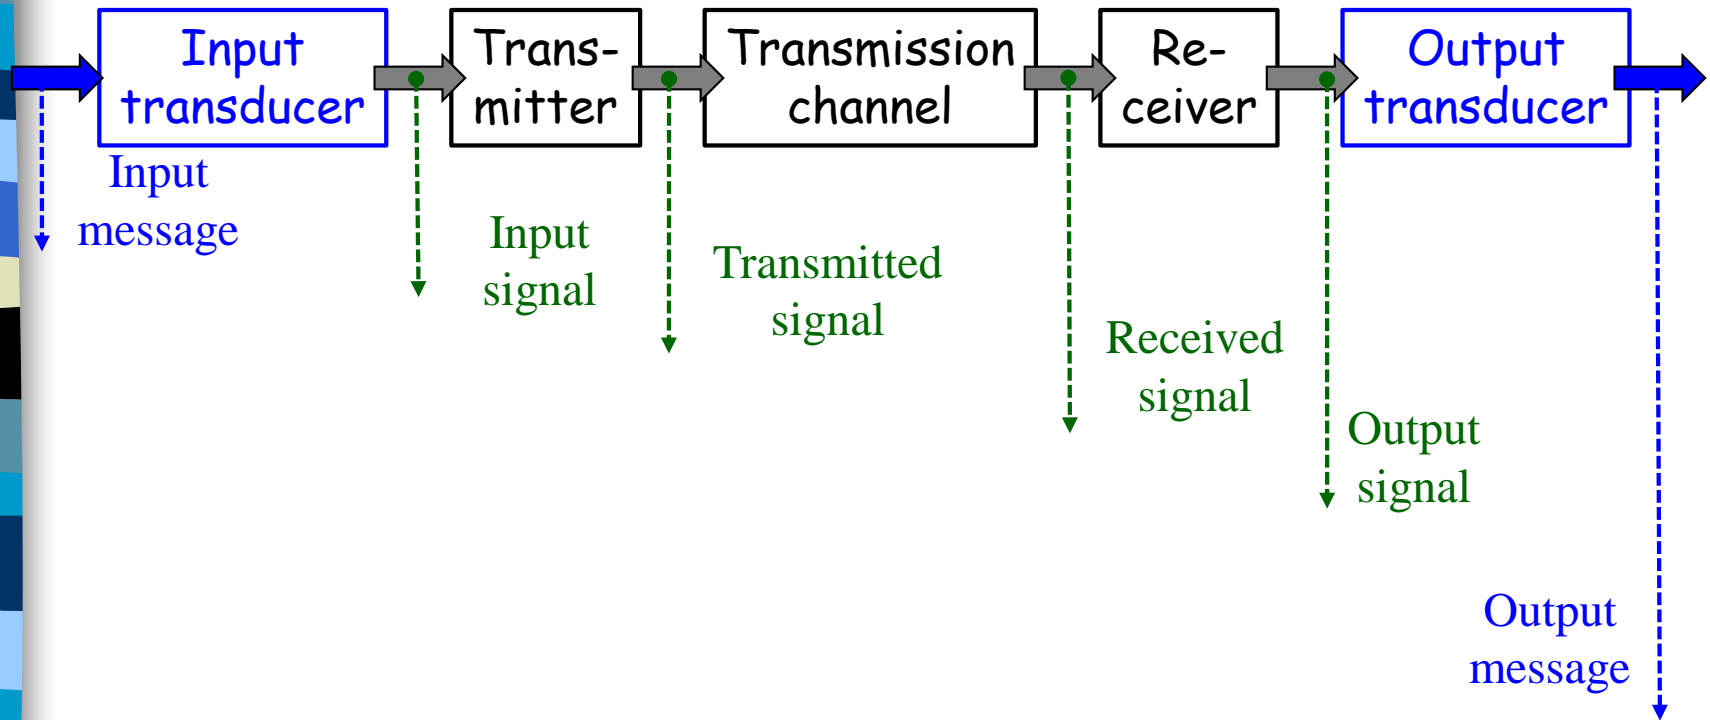 Input
transducer
Trans-
mitter
Transmission
channel
Re-
ceiver
Output
transducer
Input
message
Input
signal
Transmitted
signal
Received
signal
Output
signal
Output
message